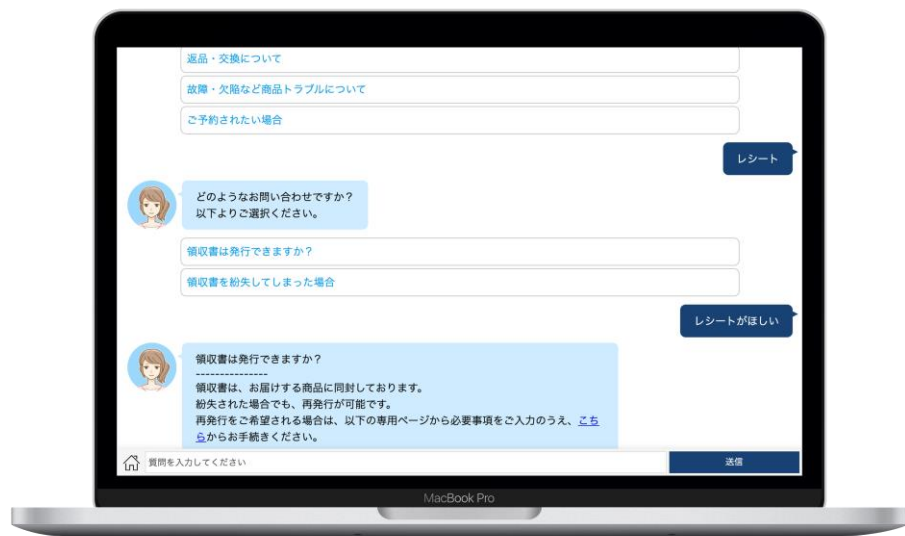 返品・交換について
故障・欠陥など商品トラブルについて
ご予約されたい場合
レシート
どのようなお問い合わせですか？
以下よりご選択ください。
領収書は発行できますか？
領収書を紛失してしまった場合
レシートがほしい
領収書は発行できますか？
---------------
領収書は、お届けする商品に同封しております。
紛失された場合でも、再発行が可能です。
再発行をご希望される場合は、以下の専用ページから必要事項をご入力のうえ、こち
らからお手続きください。
質問を入力してください
送信
MacBook Pro